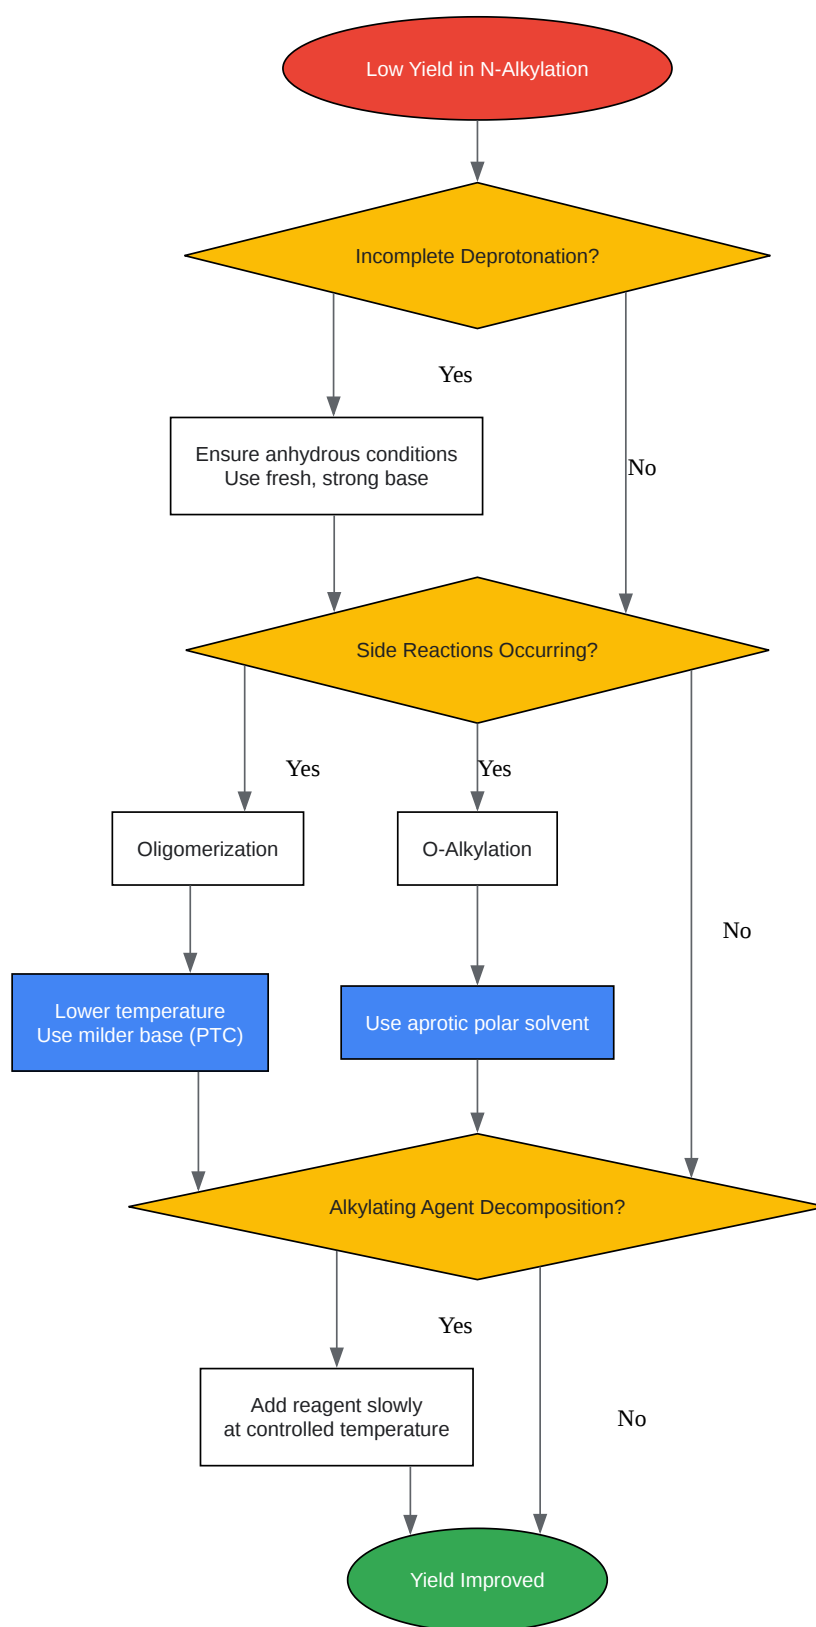 Low Yield in N-Alkylation
Incomplete Deprotonation?
Yes
Ensure anhydrous conditions
Use fresh, strong base
No
Side Reactions Occurring?
Yes
Yes
Oligomerization
O-Alkylation
No
Lower temperature
Use milder base (PTC)
Use aprotic polar solvent
Alkylating Agent Decomposition?
Yes
Add reagent slowly
at controlled temperature
No
Yield Improved